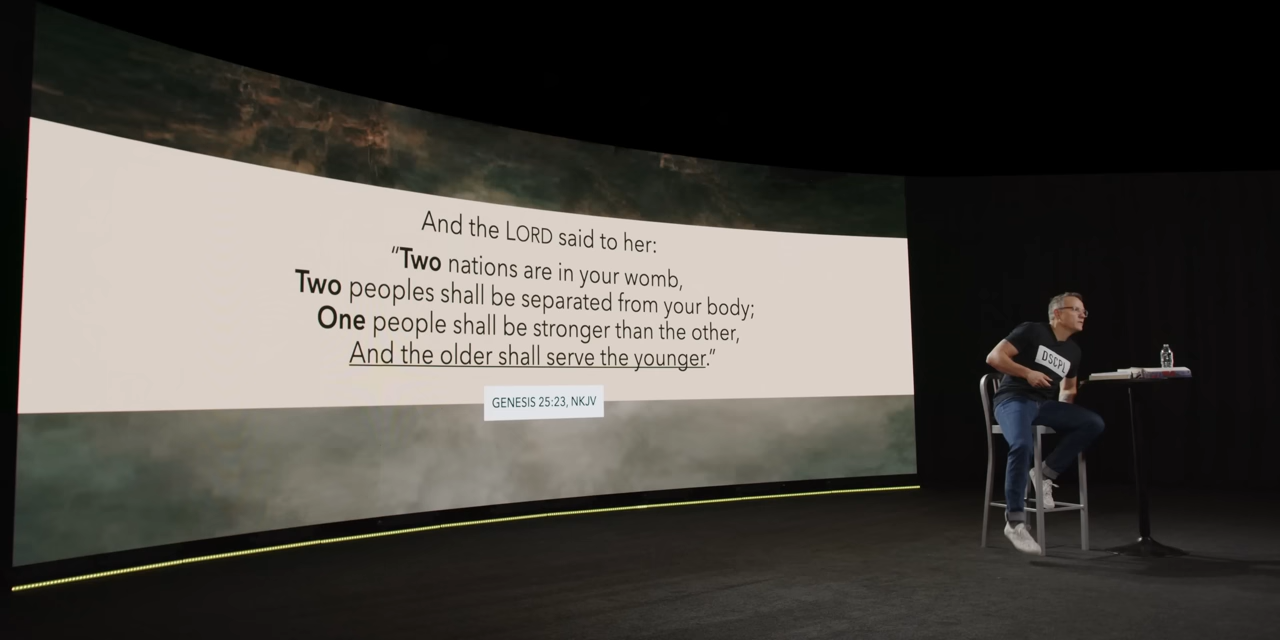 And the LORD said to her:
“Two nations are in your womb,
Two peoples shall be separated from your body;
One people shall be stronger than the other,
And the older shall serve the younger.”
GENESIS 25:23, NKJV
DSCPL